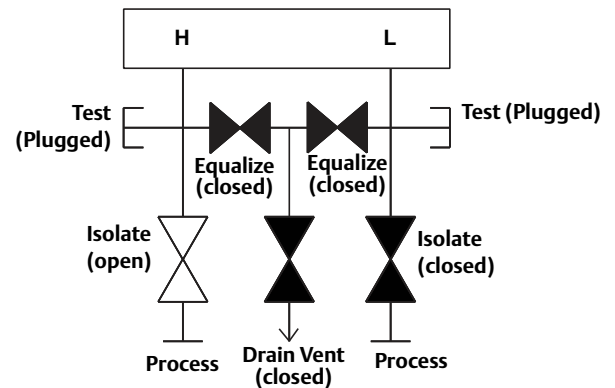 H
L
Test
(Plugged)
Test (Plugged)
Equalize
(closed)
Equalize
(closed)
Isolate
(open)
Isolate
(closed)
Process
Drain Vent
(closed)
Process